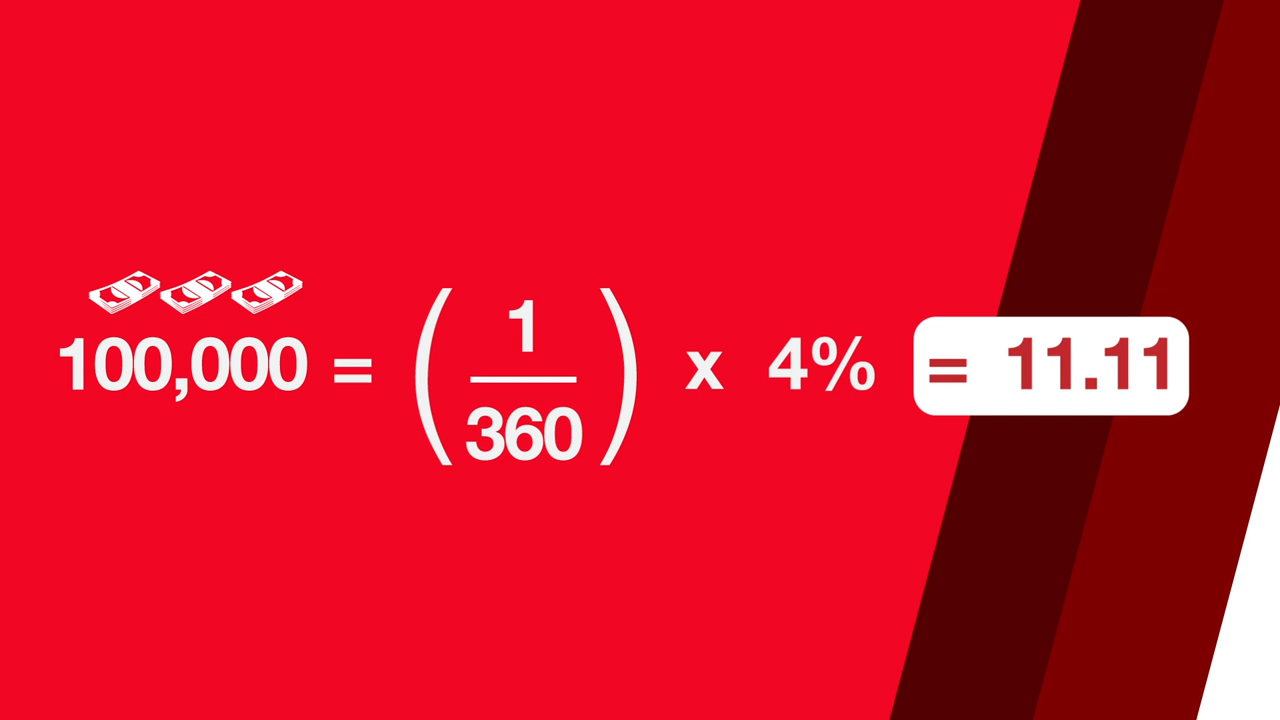 100,000 = ( 1 / 360 ) x 4% = 11.11